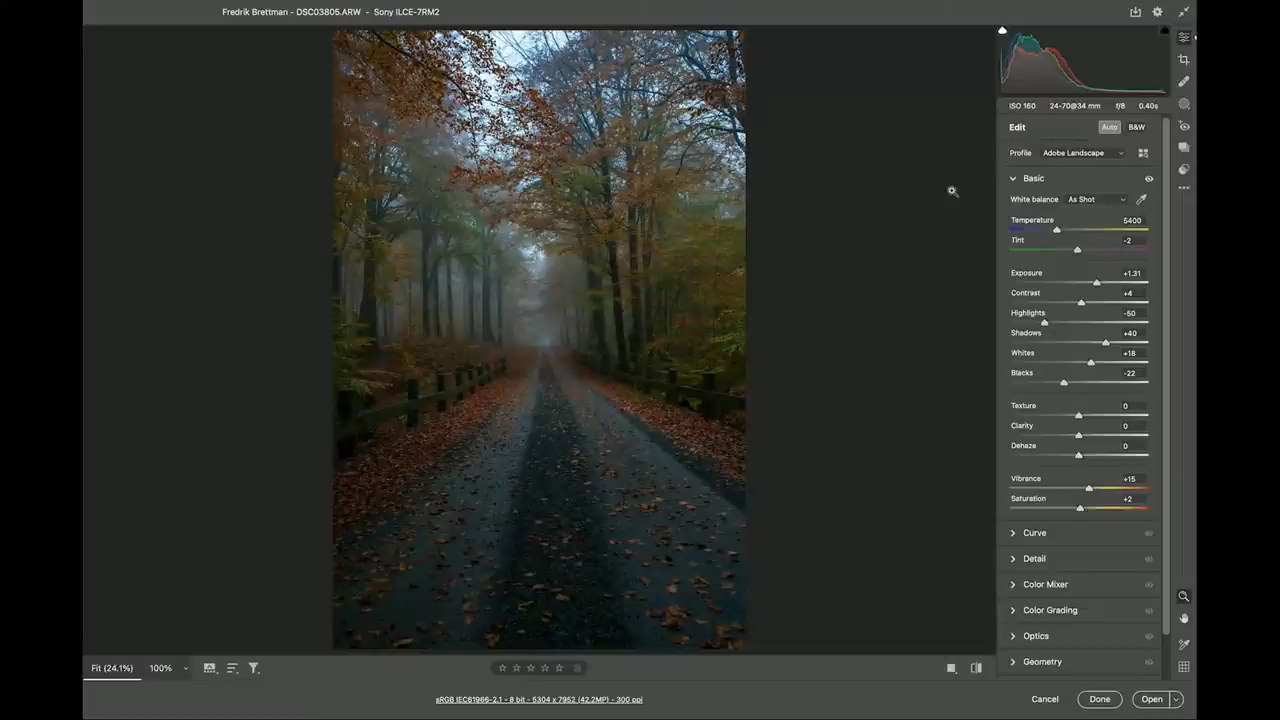 Fredrik Brettman - DSC03805.ARW - Sony ILCE-7RM2
ISO 160 24-70@34 mm f/8 0.40s
Edit Auto B&W
Profile Adobe Landscape
Basic
White balance As Shot
Temperature 5400
Tint -2
Exposure +1.31
Contrast +4
Highlights -50
Shadows +40
Whites +18
Blacks -22
Texture 0
Clarity 0
Dehaze 0
Vibrance +15
Saturation +2
Curve
Detail
Color Mixer
Color Grading
Optics
Geometry
Fit (24.1%) 100%
sRGB IEC61966-2.1 - 8 bit - 5304 x 7952 (42.2MP) - 300 ppi
Cancel Done Open